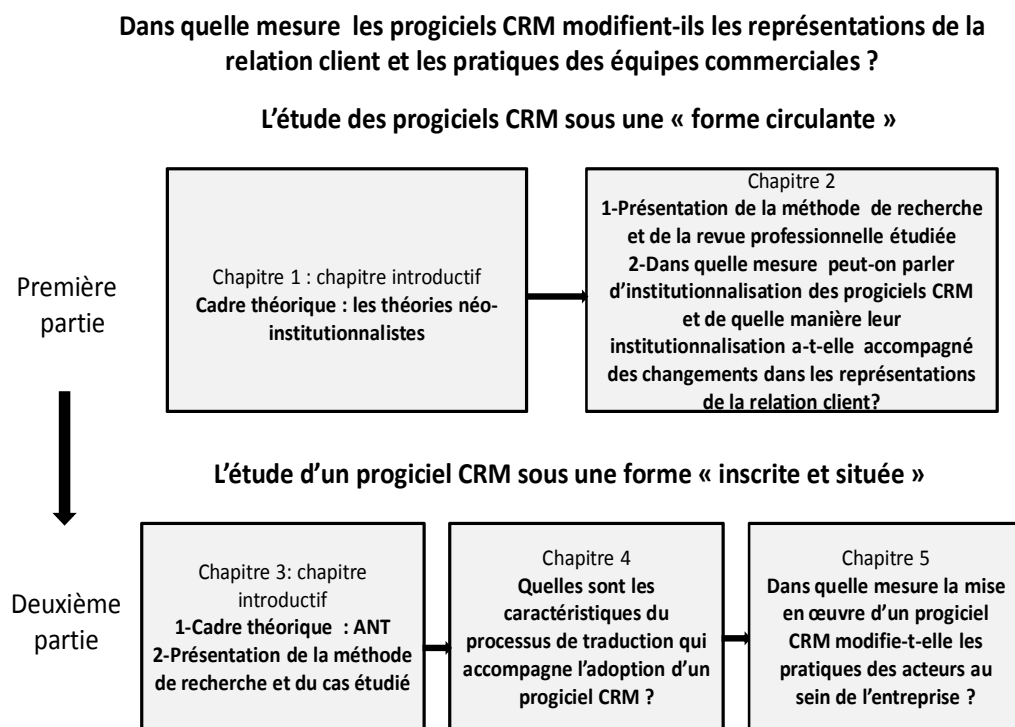 Dans quelle mesure les progiciels CRM modifient-ils les représentations de la
relation client et les pratiques des équipes commerciales ?
L'étude des progiciels CRM sous une « forme circulante »
Première
partie
Chapitre 1 : chapitre introductif
Cadre théorique : les théories néo-
institutionnalistes
Chapitre 2
1-Présentation de la méthode de recherche
et de la revue professionnelle étudiée
2-Dans quelle mesure peut-on parler
d'institutionnalisation des progiciels CRM
et de quelle manière leur
institutionnalisation a-t-elle accompagné
des changements dans les représentations
de la relation client?
L'étude d'un progiciel CRM sous une forme « inscrite et située »
Deuxième
partie
Chapitre 3: chapitre
introductif
1-Cadre théorique : ANT
2-Présentation de la méthode
de recherche et du cas étudié
Chapitre 4
Quelles sont les
caractéristiques du
processus de traduction qui
accompagne l'adoption d'un
progiciel CRM ?
Chapitre 5
Dans quelle mesure la mise
en œuvre d'un progiciel
CRM modifie-t-elle les
pratiques des acteurs au
sein de l'entreprise ?